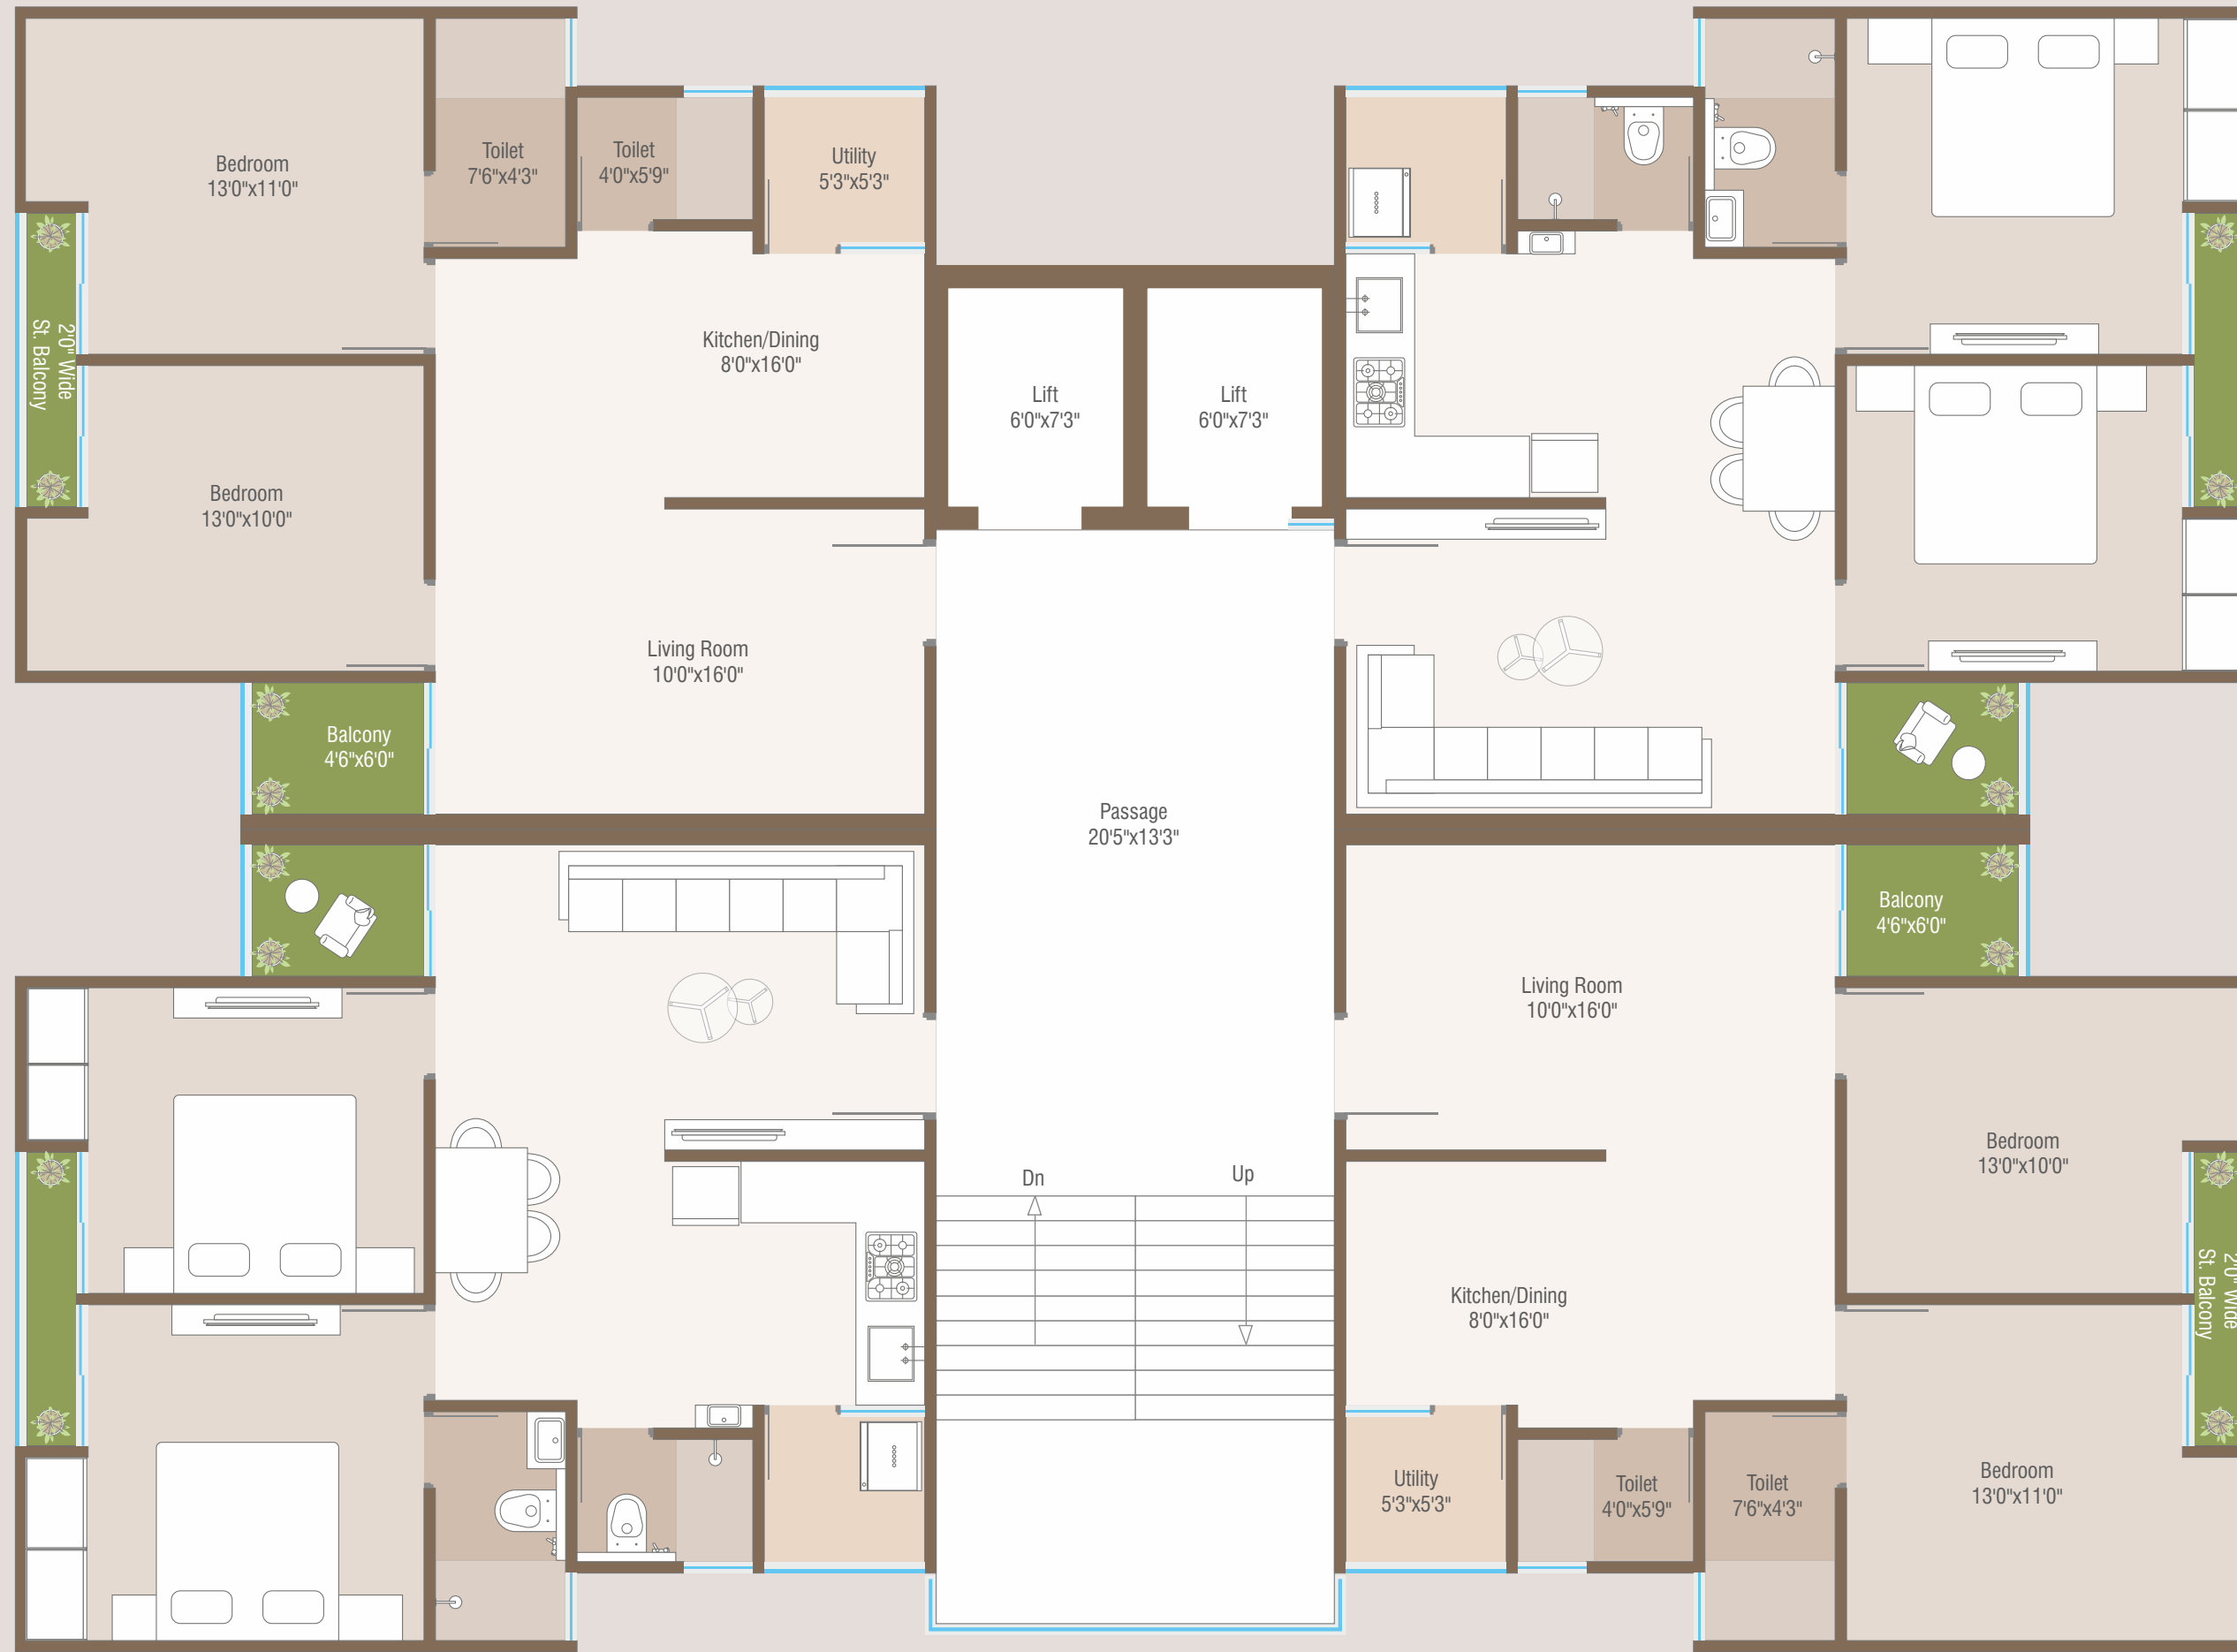 Bedroom
13'0"x11'0"
Toilet
7'6"x4'3"
Toilet
4'0"x5'9"
Utility
5'3"x5'3"
2'0" Wide
St. Balcony
Kitchen/Dining
8'0"x16'0"
Lift
6'0"x7'3"
Lift
6'0"x7'3"
Bedroom
13'0"x10'0"
Living Room
10'0"x16'0"
Balcony
4'6"x6'0"
Passage
20'5"x13'3"
Balcony
4'6"x6'0"
Living Room
10'0"x16'0"
Bedroom
13'0"x10'0"
Dn
Up
2'0" Wide
St. Balcony
Kitchen/Dining
8'0"x16'0"
Utility
5'3"x5'3"
Toilet
4'0"x5'9"
Toilet
7'6"x4'3"
Bedroom
13'0"x11'0"